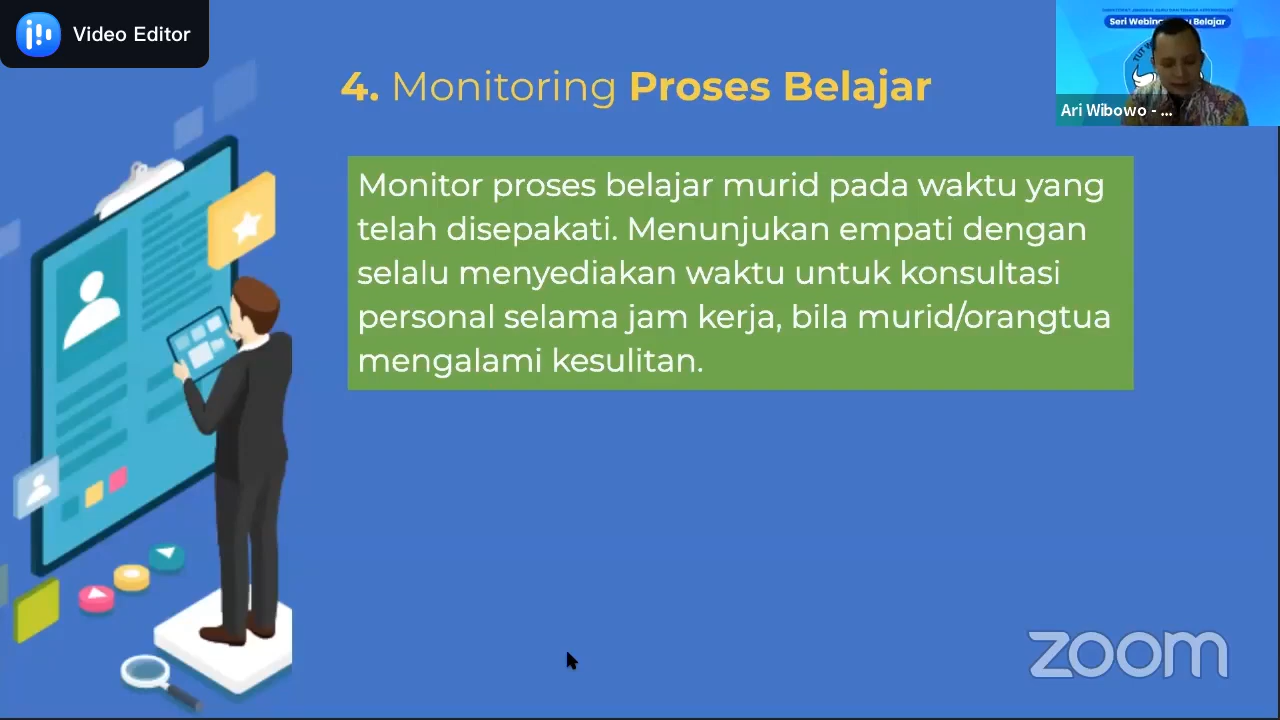 Video Editor
Seri Webinar
Belajar
Ari Wibowo - ...
4. Monitoring Proses Belajar
Monitor proses belajar murid pada waktu yang
telah disepakati. Menunjukan empati dengan
selalu menyediakan waktu untuk konsultasi
personal selama jam kerja, bila murid/orangtua
mengalami kesulitan.
zoom